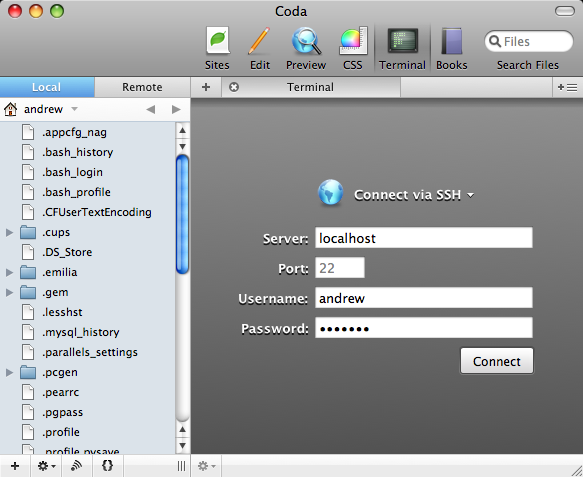 Coda
Sites
Edit
Preview
CSS
Terminal
Books
Files
Search Files
Local
Remote
Terminal
andrew
.appcfg_nag
.bash_history
.bash_login
.bash_profile
.CFUserTextEncoding
.cups
.DS_Store
.emilia
.gem
.lesshst
.mysql_history
.parallels_settings
.pcgen
.pearrc
.pgpass
.profile
.profile.pysave
Connect via SSH
Server: localhost
Port: 22
Username: andrew
Password: •••••••
Connect